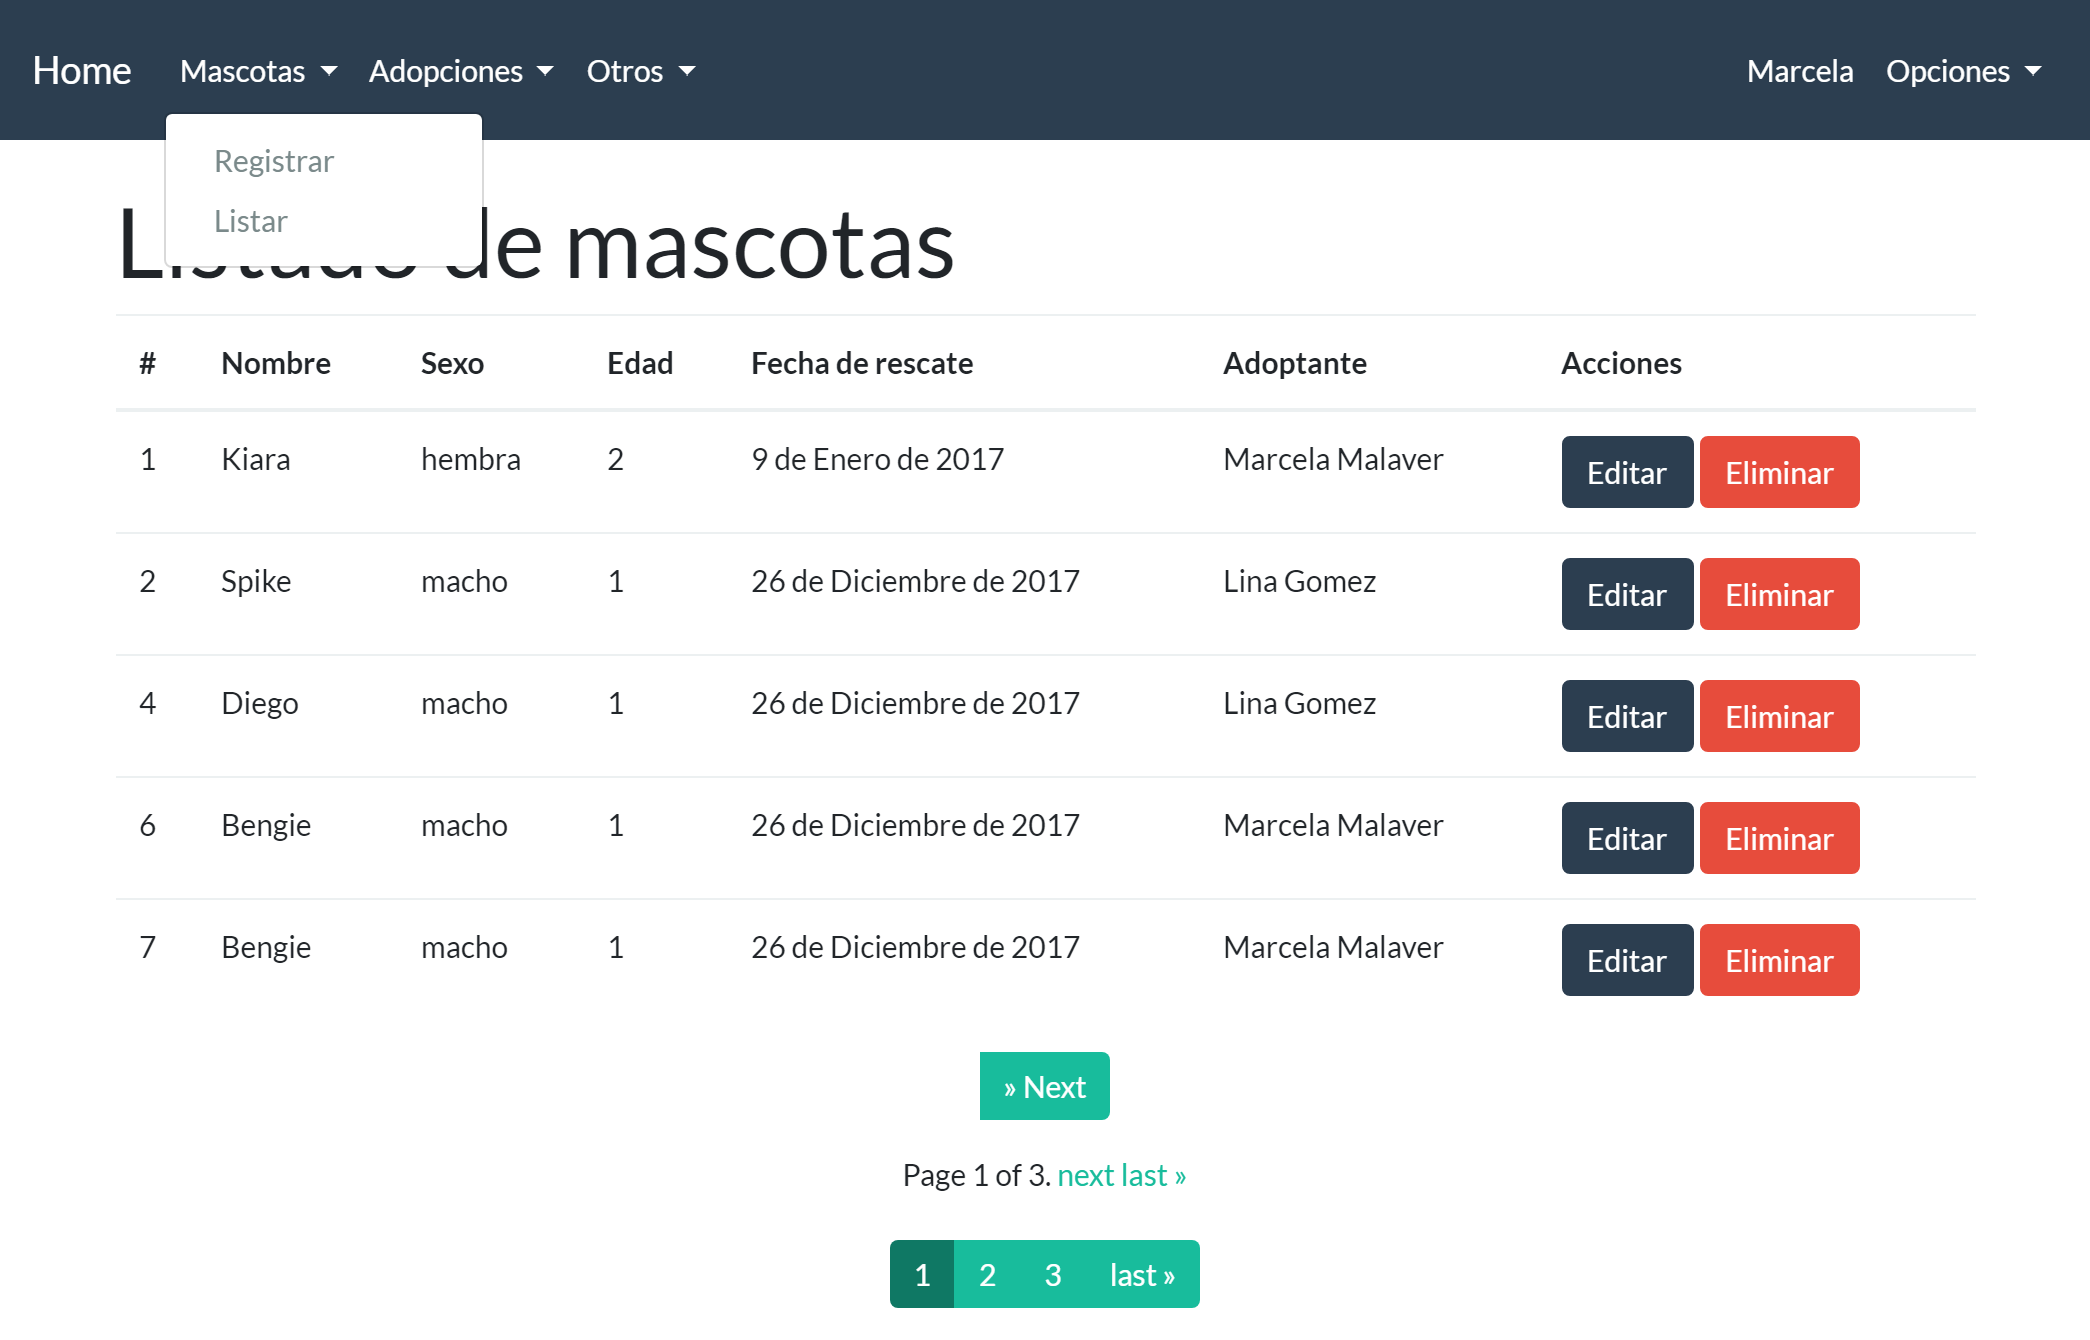 Home Mascotas Adopciones Otros Marcela Opciones
Registrar
Listar
Listado de mascotas
# Nombre Sexo Edad Fecha de rescate Adoptante Acciones
1 Kiara hembra 2 9 de Enero de 2017 Marcela Malaver Editar Eliminar
2 Spike macho 1 26 de Diciembre de 2017 Lina Gomez Editar Eliminar
4 Diego macho 1 26 de Diciembre de 2017 Lina Gomez Editar Eliminar
6 Bengie macho 1 26 de Diciembre de 2017 Marcela Malaver Editar Eliminar
7 Bengie macho 1 26 de Diciembre de 2017 Marcela Malaver Editar Eliminar
» Next
Page 1 of 3. next last »
1 2 3 last »